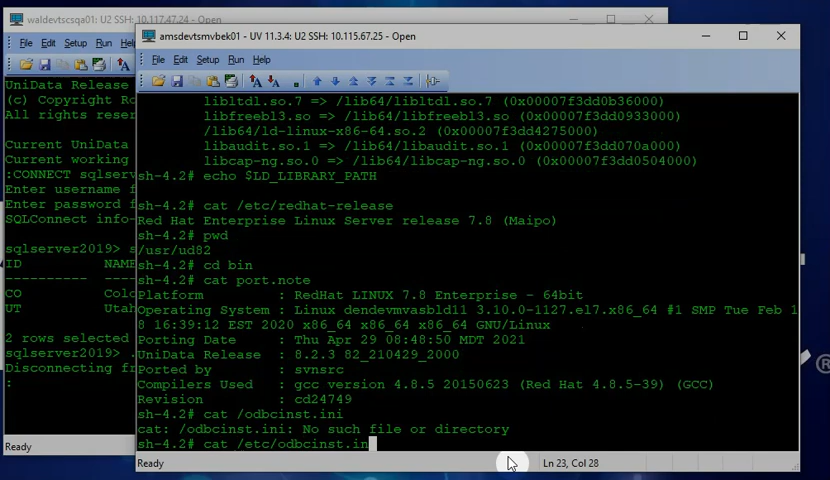 waldevtscsqa01: U2 SSH: 10.117.47.24 - Open
File Edit Setup Run Help
UniData Release
(c) Copyright Ro
All rights reser
Current UniData
Current working
:CONNECT sqlserv
Enter username f
Enter password f
SQLConnect info-
sqlserver2019> s
ID NAME
CO Colo
UT Utah
2 rows selected
sqlserver2019> .
Disconnecting fr
:
Ready
amsdevtsmvbek01 - UV 11.3.4: U2 SSH: 10.115.67.25 - Open
File Edit Setup Run Help
libltdl.so.7 => /lib64/libltdl.so.7 (0x00007f3dd0b36000)
libfreebl3.so => /lib64/libfreebl3.so (0x00007f3dd0933000)
/lib64/ld-linux-x86-64.so.2 (0x00007f3dd4275000)
libaudit.so.1 => /lib64/libaudit.so.1 (0x00007f3dd070a000)
libcap-ng.so.0 => /lib64/libcap-ng.so.0 (0x00007f3dd0504000)
sh-4.2# echo $LD_LIBRARY_PATH
sh-4.2# cat /etc/redhat-release
Red Hat Enterprise Linux Server release 7.8 (Maipo)
sh-4.2# pwd
/usr/ud82
sh-4.2# cd bin
sh-4.2# cat port.note
Platform : RedHat LINUX 7.8 Enterprise - 64bit
Operating System : Linux dendevmvasbld11 3.10.0-1127.el7.x86_64 #1 SMP Tue Feb 1
8 16:39:12 EST 2020 x86_64 x86_64 x86_64 GNU/Linux
Porting Date : Thu Apr 29 08:48:50 MDT 2021
UniData Release : 8.2.3 82_210429_2000
Ported by : svnsrc
Compilers Used : gcc version 4.8.5 20150623 (Red Hat 4.8.5-39) (GCC)
Revision : cd24749
sh-4.2# cat /odbcinst.ini
cat: /odbcinst.ini: No such file or directory
sh-4.2# cat /etc/odbcinst.in
Ready Ln 23, Col 28